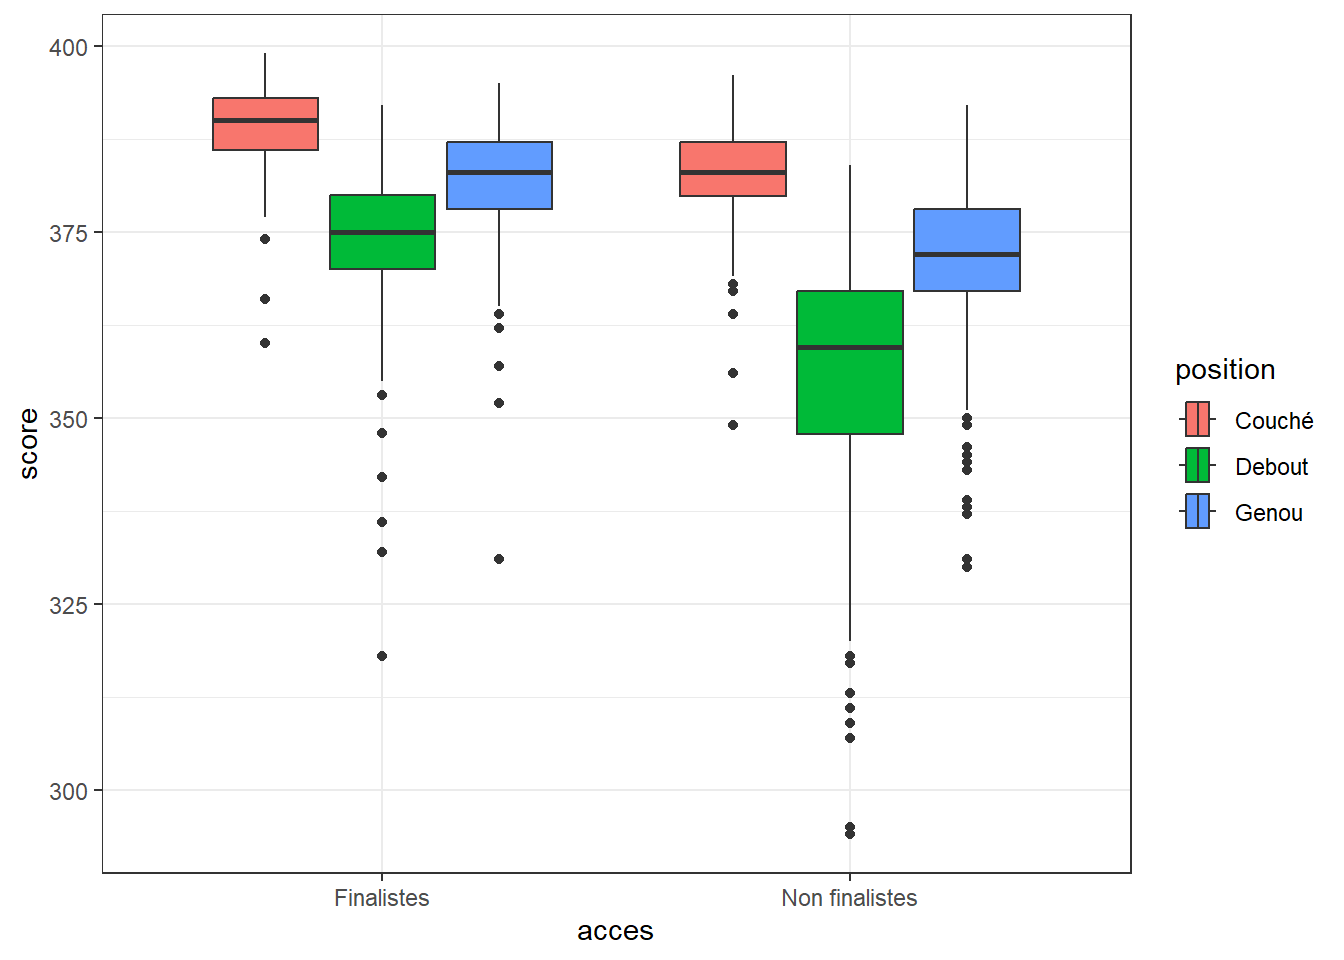 400
375
350
325
300
score
Finalistes
Non finalistes
acces
position
Couché
Debout
Genou